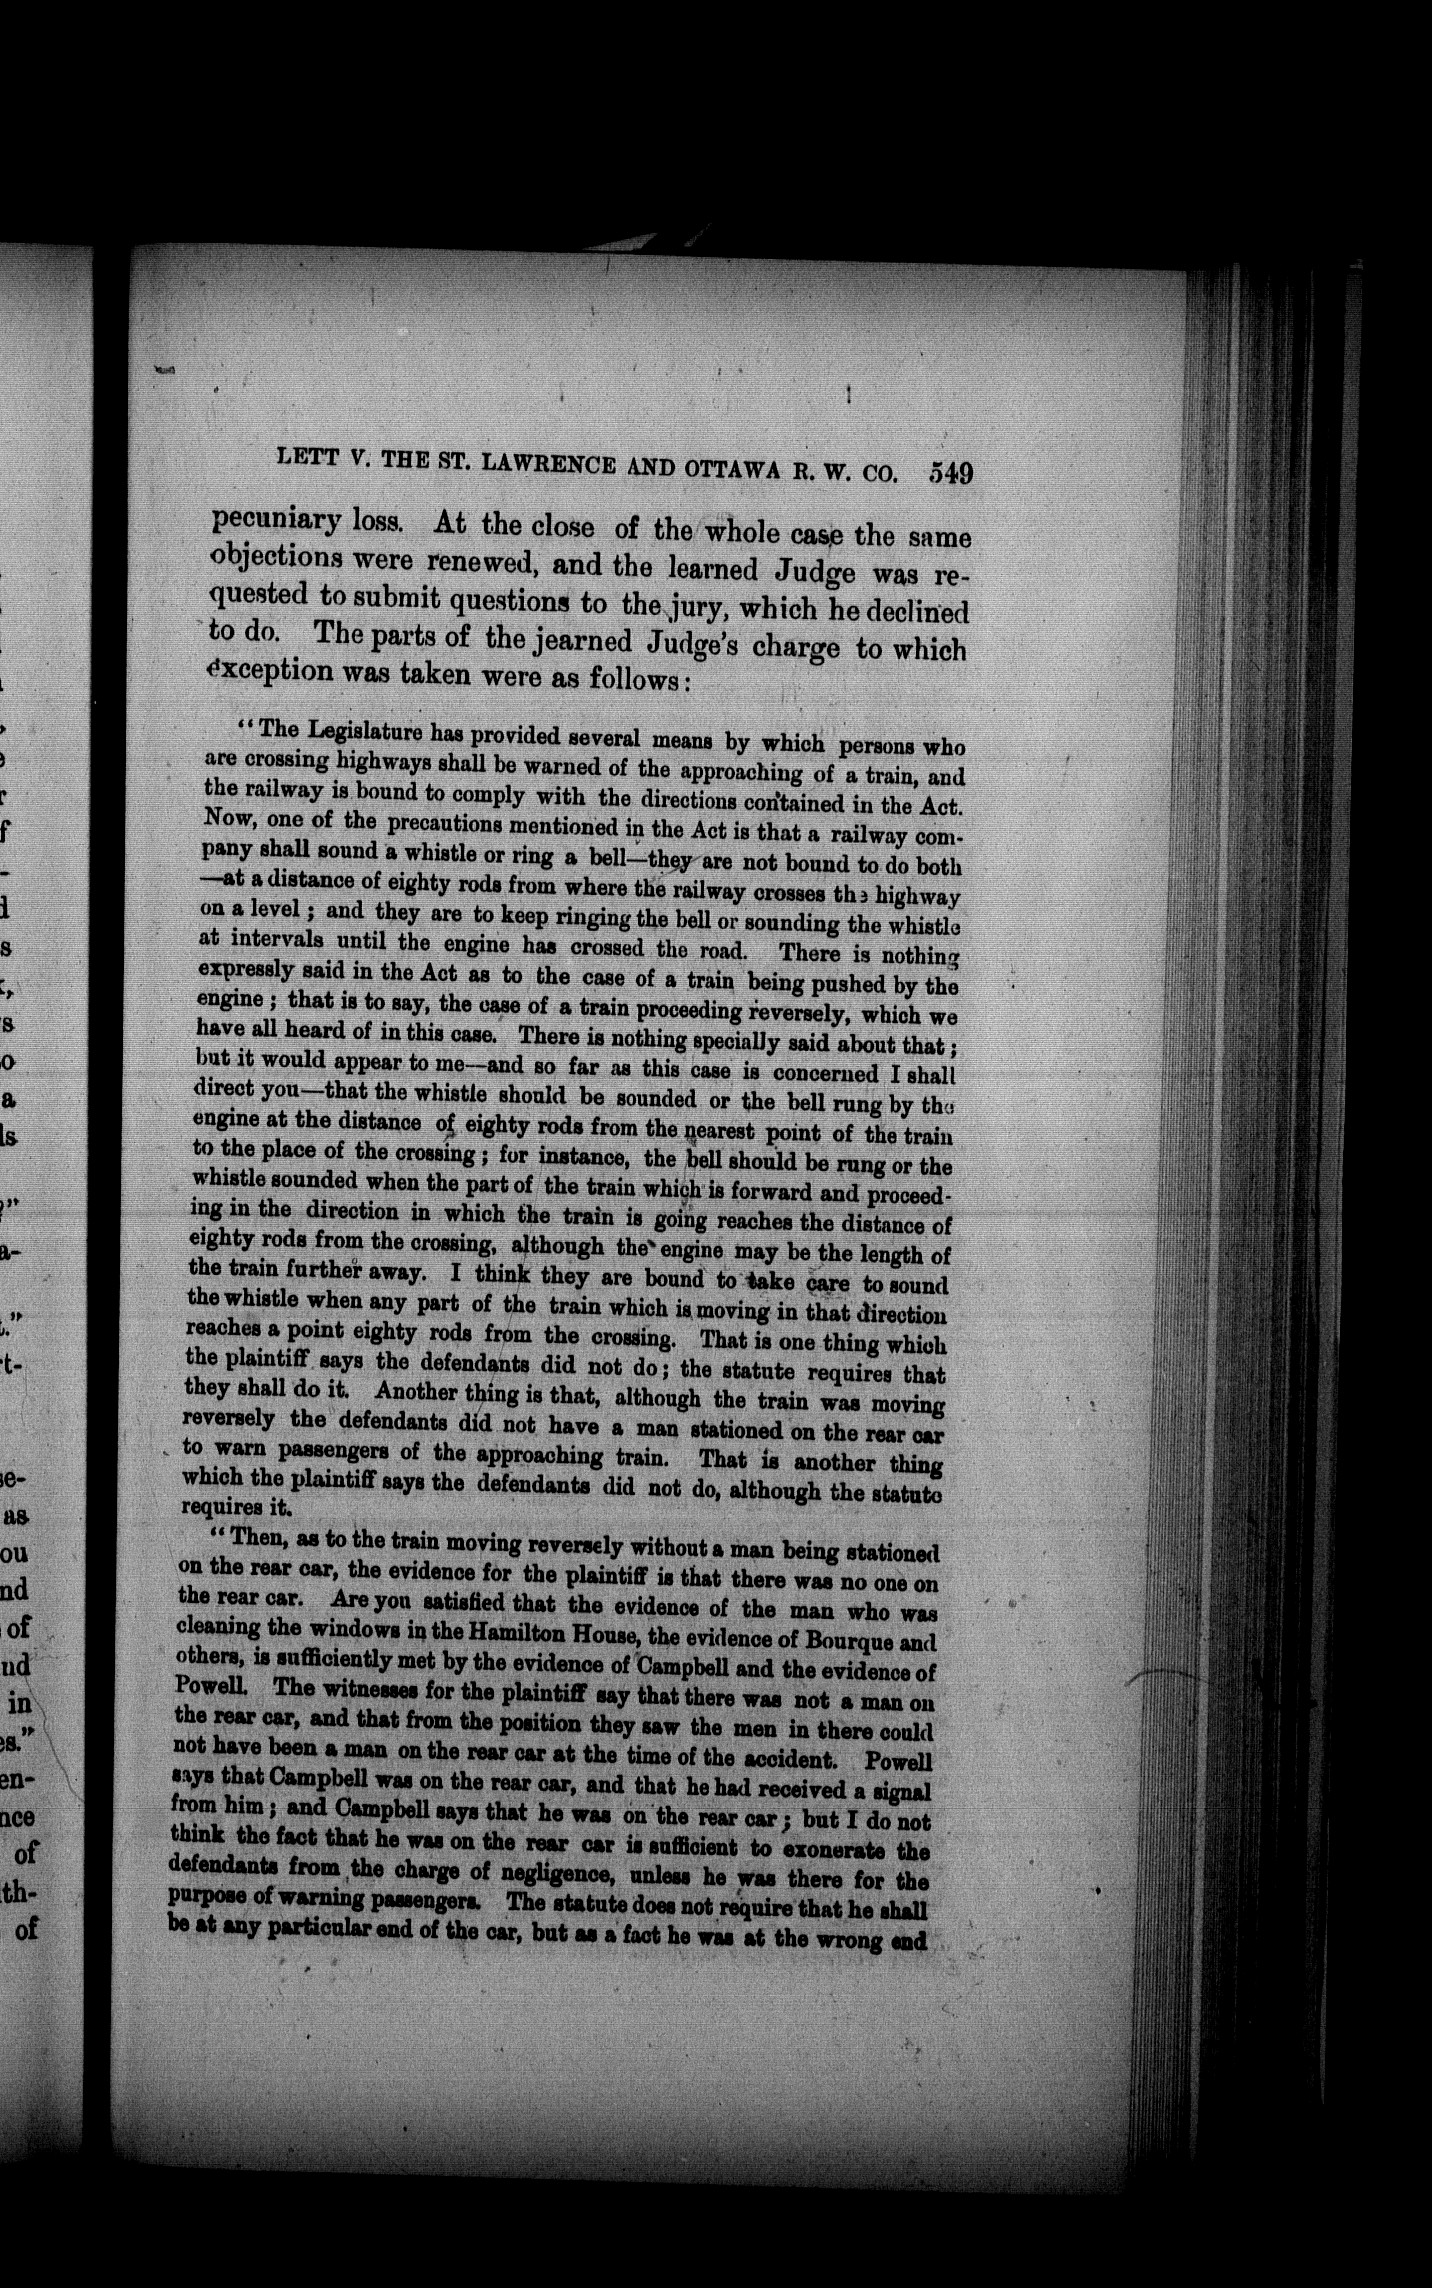 LETT V. THE ST. LAWRENCE AND OTTAWA R. W. CO. 549
pecuniary loss. At the close of the whole case the same
objections were renewed, and the learned Judge was re-
quested to submit questions to the jury, which he declined
to do. The parts of the jearned Judge's charge to which
exception was taken were as follows:
"The Legislature has provided several means by which persons who
are crossing highways shall be warned of the approaching of a train, and
the railway is bound to comply with the directions contained in the Act.
Now, one of the precautions mentioned in the Act is that a railway com-
pany shall sound a whistle or ring a bell—they are not bound to do both
—at a distance of eighty rods from where the railway crosses the highway
on a level; and they are to keep ringing the bell or sounding the whistle
at intervals until the engine has crossed the road. There is nothing
expressly said in the Act as to the case of a train being pushed by the
engine; that is to say, the case of a train proceeding reversely, which we
have all heard of in this case. There is nothing specially said about that;
but it would appear to me—and so far as this case is concerned I shall
direct you—that the whistle should be sounded or the bell rung by the
engine at the distance of eighty rods from the nearest point of the train
to the place of the crossing; for instance, the bell should be rung or the
whistle sounded when the part of the train which is forward and proceed-
ing in the direction in which the train is going reaches the distance of
eighty rods from the crossing, although the engine may be the length of
the train further away. I think they are bound to take care to sound
the whistle when any part of the train which is moving in that direction
reaches a point eighty rods from the crossing. That is one thing which
the plaintiff says the defendants did not do; the statute requires that
they shall do it. Another thing is that, although the train was moving
reversely the defendants did not have a man stationed on the rear car
to warn passengers of the approaching train. That is another thing
which the plaintiff says the defendants did not do, although the statute
requires it.
"Then, as to the train moving reversely without a man being stationed
on the rear car, the evidence for the plaintiff is that there was no one on
the rear car. Are you satisfied that the evidence of the man who was
cleaning the windows in the Hamilton House, the evidence of Bourque and
others, is sufficiently met by the evidence of Campbell and the evidence of
Powell. The witnesses for the plaintiff say that there was not a man on
the rear car, and that from the position they saw the men in there could
not have been a man on the rear car at the time of the accident. Powell
says that Campbell was on the rear car, and that he had received a signal
from him; and Campbell says that he was on the rear car; but I do not
think the fact that he was on the rear car is sufficient to exonerate the
defendants from the charge of negligence, unless he was there for the
purpose of warning passengers. The statute does not require that he shall
be at any particular end of the car, but as a fact he was at the wrong end